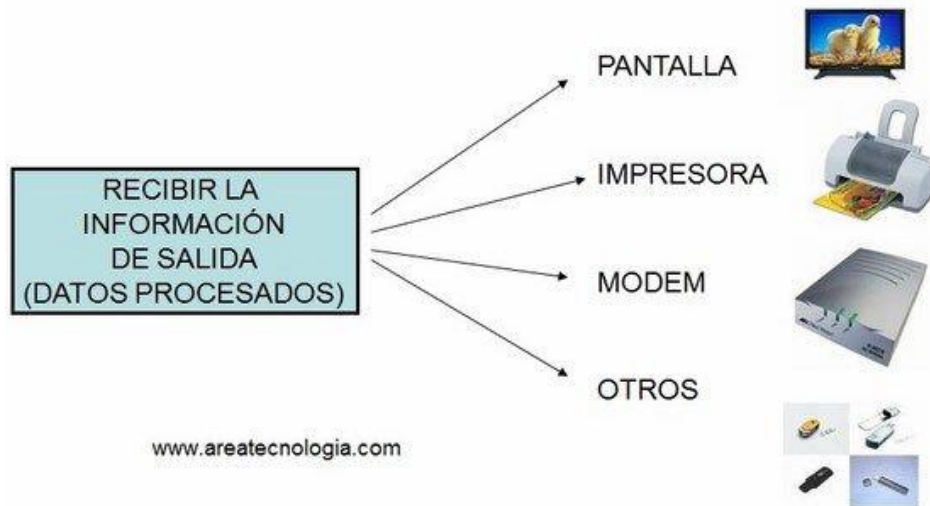 RECIBIR LA
INFORMACIÓN
DE SALIDA
(DATOS PROCESADOS)
PANTALLA
IMPRESORA
MODEM
OTROS
www.areatecnologia.com